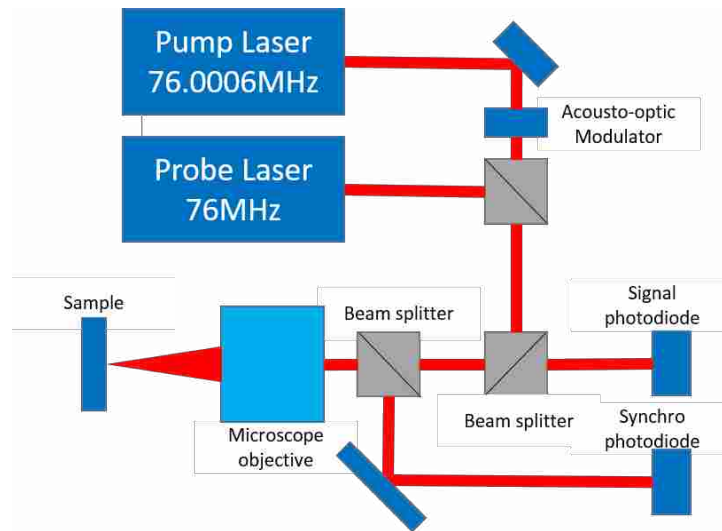 Pump Laser
76.0006MHz
Acousto-optic
Modulator
Probe Laser
76MHz
Sample
Beam splitter
Signal
photodiode
Beam splitter
Synchro
photodiode
Microscope
objective